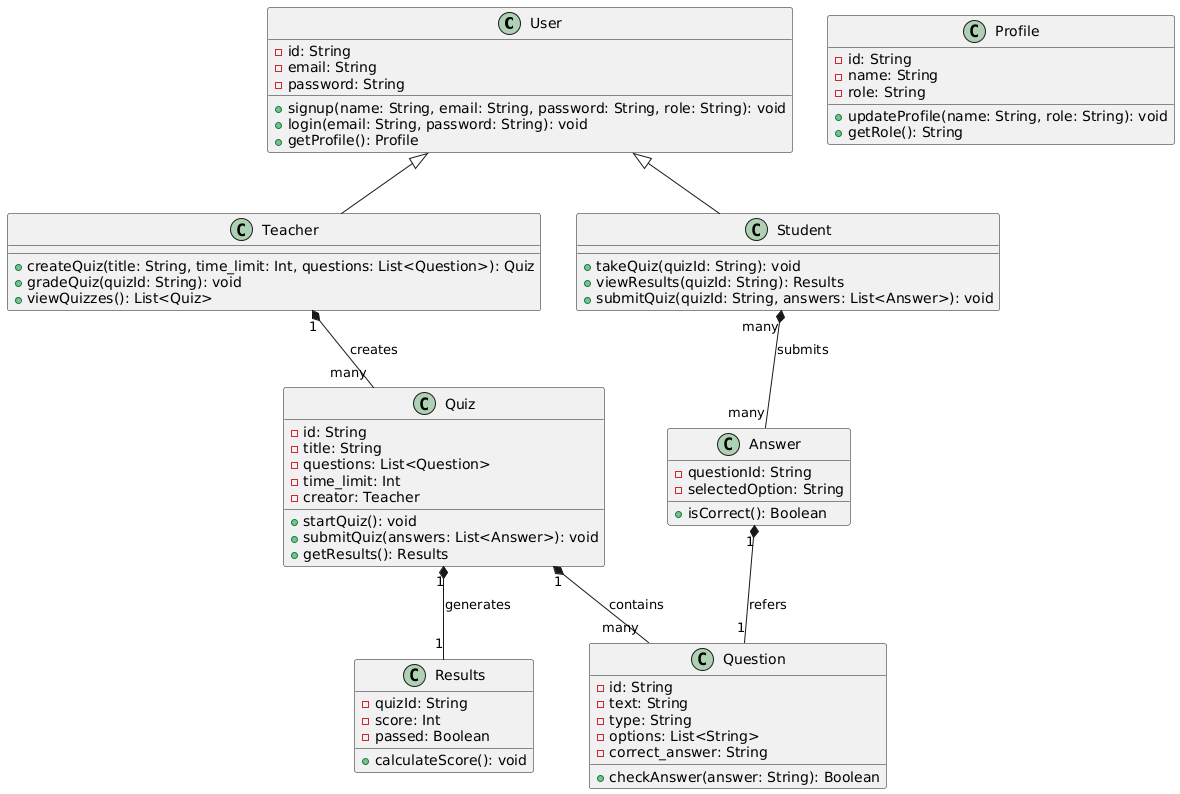 C User
id: String
email: String
password: String
signup(name: String, email: String, password: String, role: String): void
login(email: String, password: String): void
getProfile(): Profile
C Profile
id: String
name: String
role: String
updateProfile(name: String, role: String): void
getRole(): String
C Teacher
createQuiz(title: String, time_limit: Int, questions: List<Question>): Quiz
gradeQuiz(quizId: String): void
viewQuizzes(): List<Quiz>
C Student
takeQuiz(quizId: String): void
viewResults(quizId: String): Results
submitQuiz(quizId: String, answers: List<Answer>): void
1
creates
many
many
submits
many
C Quiz
id: String
title: String
questions: List<Question>
time_limit: Int
creator: Teacher
startQuiz(): void
submitQuiz(answers: List<Answer>): void
getResults(): Results
C Answer
questionId: String
selectedOption: String
isCorrect(): Boolean
1
generates
1
1
contains
many
1
refers
1
C Results
quizId: String
score: Int
passed: Boolean
calculateScore(): void
C Question
id: String
text: String
type: String
options: List<String>
correct_answer: String
checkAnswer(answer: String): Boolean